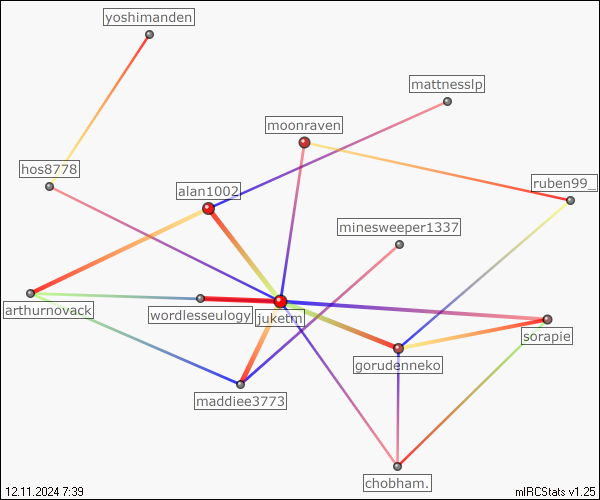 yoshimanden
mattnesslp
moonraven
hos8778
ruben99_
alan1002
minesweeper1337
arthurnovack
wordlesseulogy
juketm
sorapie
gorudenneko
maddiee3773
chobham.
12.11.2024 7:39
mIRCStats v1.25